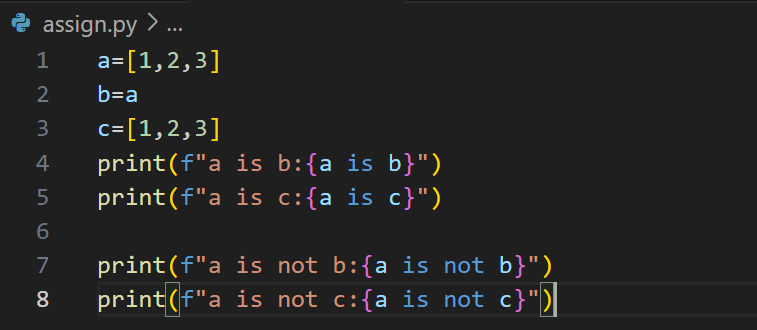 assign.py > ...
1 a=[1,2,3]
2 b=a
3 c=[1,2,3]
4 print(f"a is b:{a is b}")
5 print(f"a is c:{a is c}")
6
7 print(f"a is not b:{a is not b}")
8 print(f"a is not c:{a is not c}")